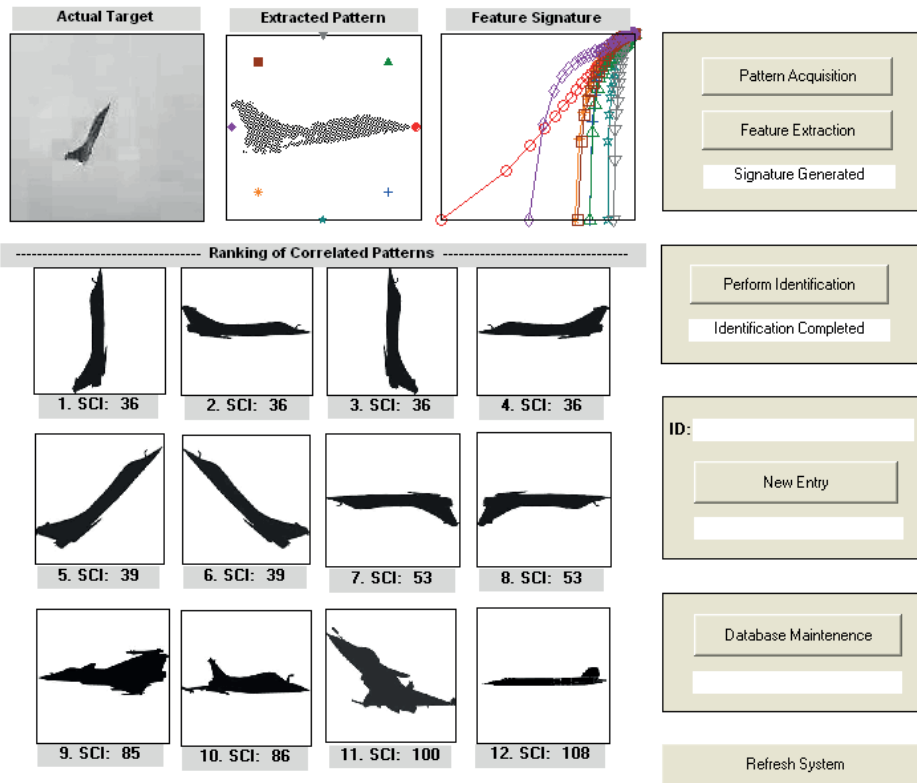 Actual Target
Extracted Pattern
Feature Signature
Pattern Acquisition
Feature Extraction
Signature Generated
Ranking of Correlated Patterns
1. SCI: 36
2. SCI: 36
3. SCI: 36
4. SCI: 36
Perform Identification
Identification Completed
5. SCI: 39
6. SCI: 39
7. SCI: 53
8. SCI: 53
ID:
New Entry
9. SCI: 85
10. SCI: 86
11. SCI: 100
12. SCI: 108
Database Maintenence
Refresh System